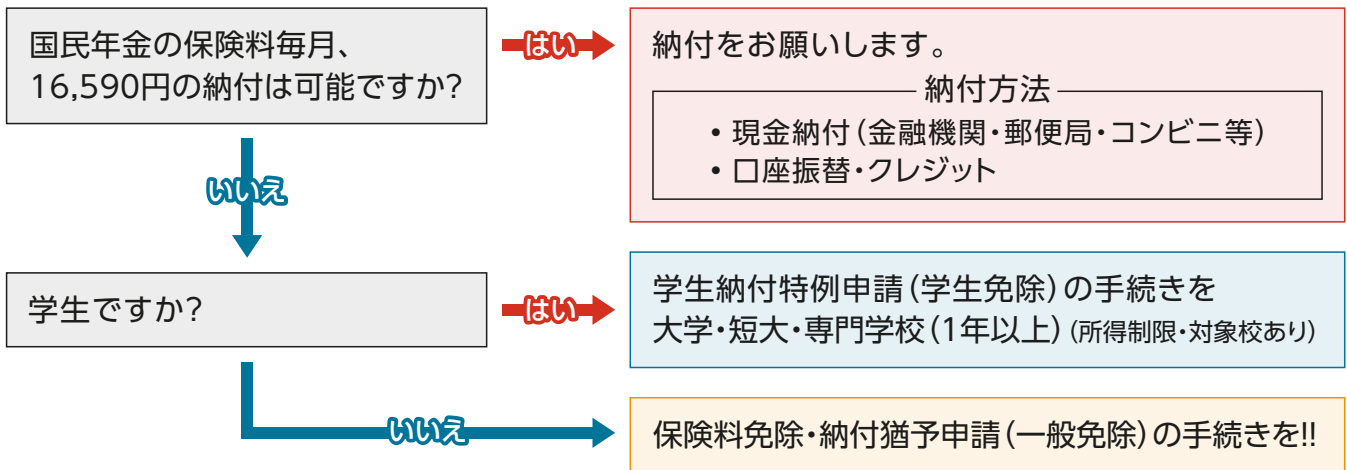 国民年金の保険料毎月、
16,590円の納付は可能ですか?
はい
納付をお願いします。
納付方法
• 現金納付(金融機関・郵便局・コンビニ等)
• 口座振替・クレジット
いいえ
学生ですか?
はい
学生納付特例申請(学生免除)の手続きを
大学・短大・専門学校(1年以上)(所得制限・対象校あり)
いいえ
保険料免除・納付猶予申請(一般免除)の手続きを!!